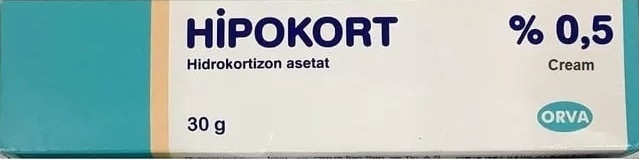 HİPOKORT
% 0,5
Hidrokortizon asetat
Cream
30 g
ORVA